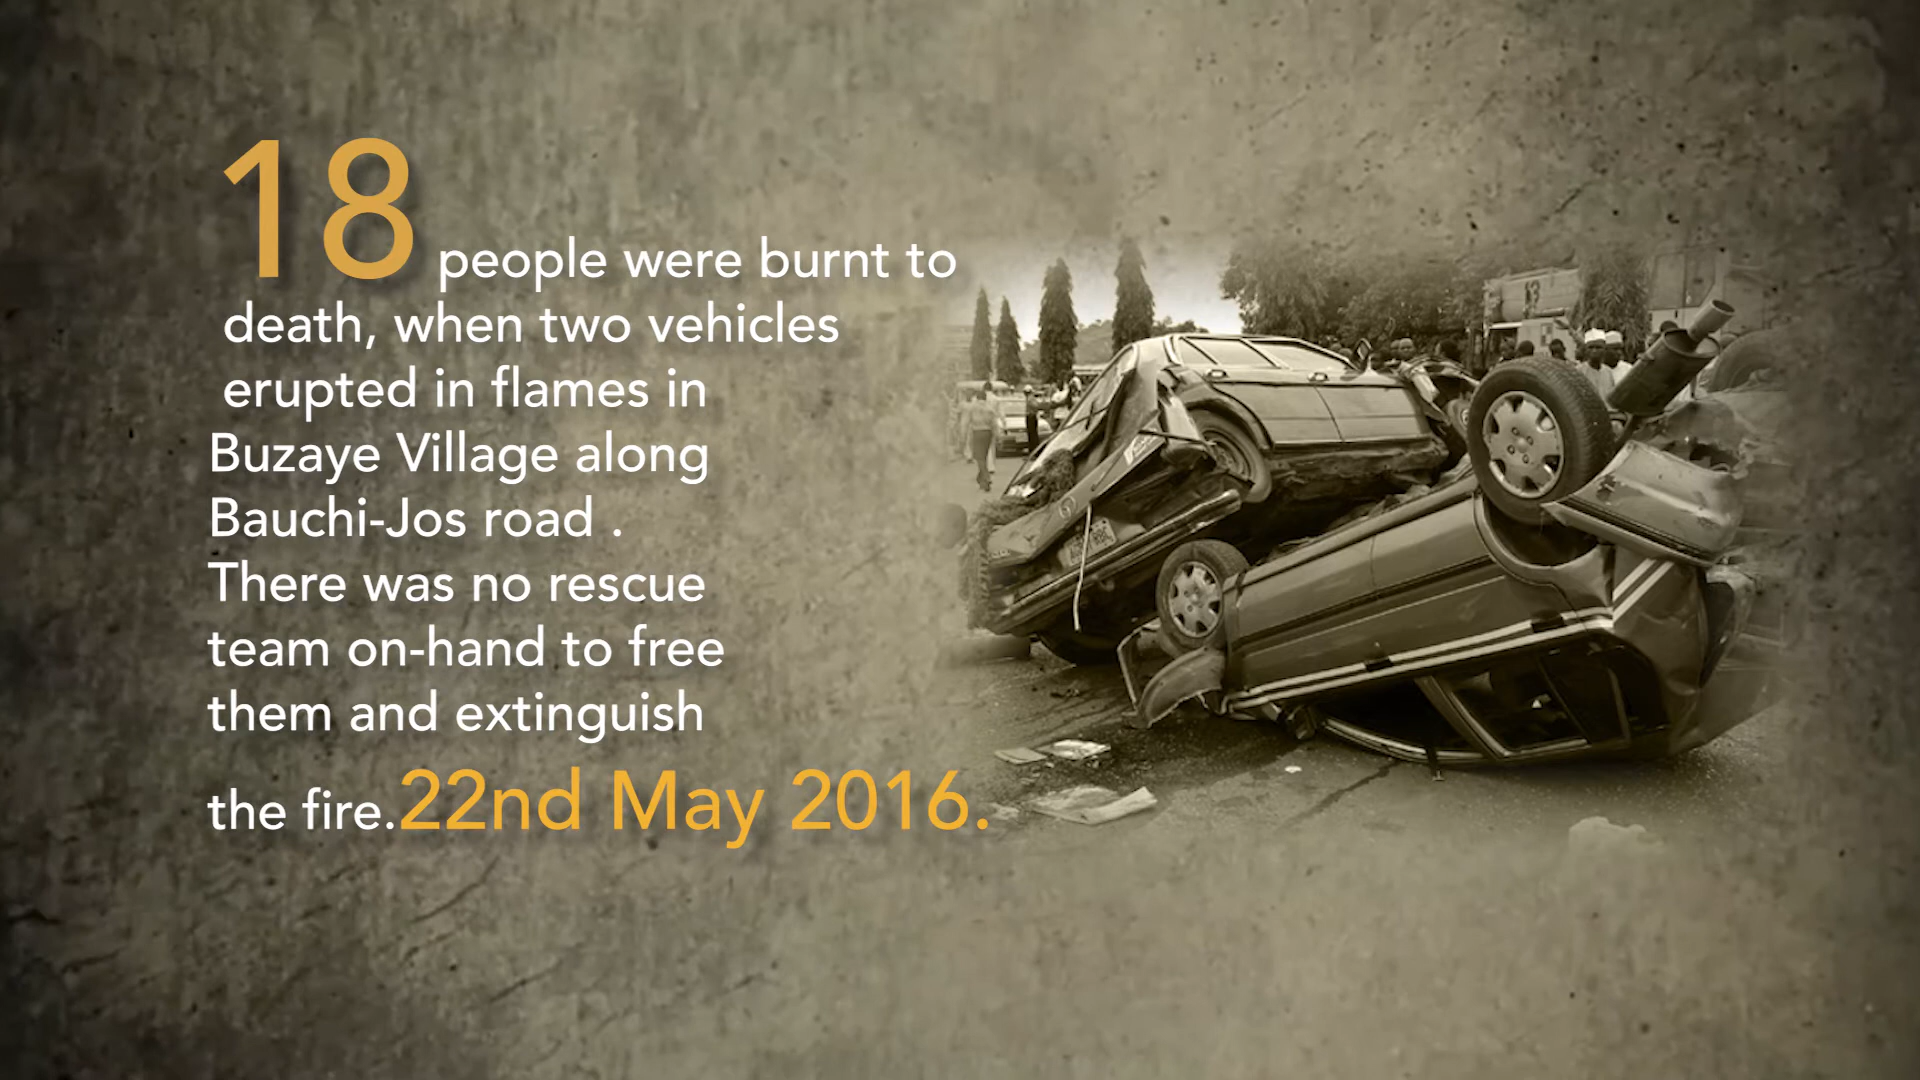 18 people were burnt to
death, when two vehicles
erupted in flames in
Buzaye Village along
Bauchi-Jos road .
There was no rescue
team on-hand to free
them and extinguish
the fire.22nd May 2016.